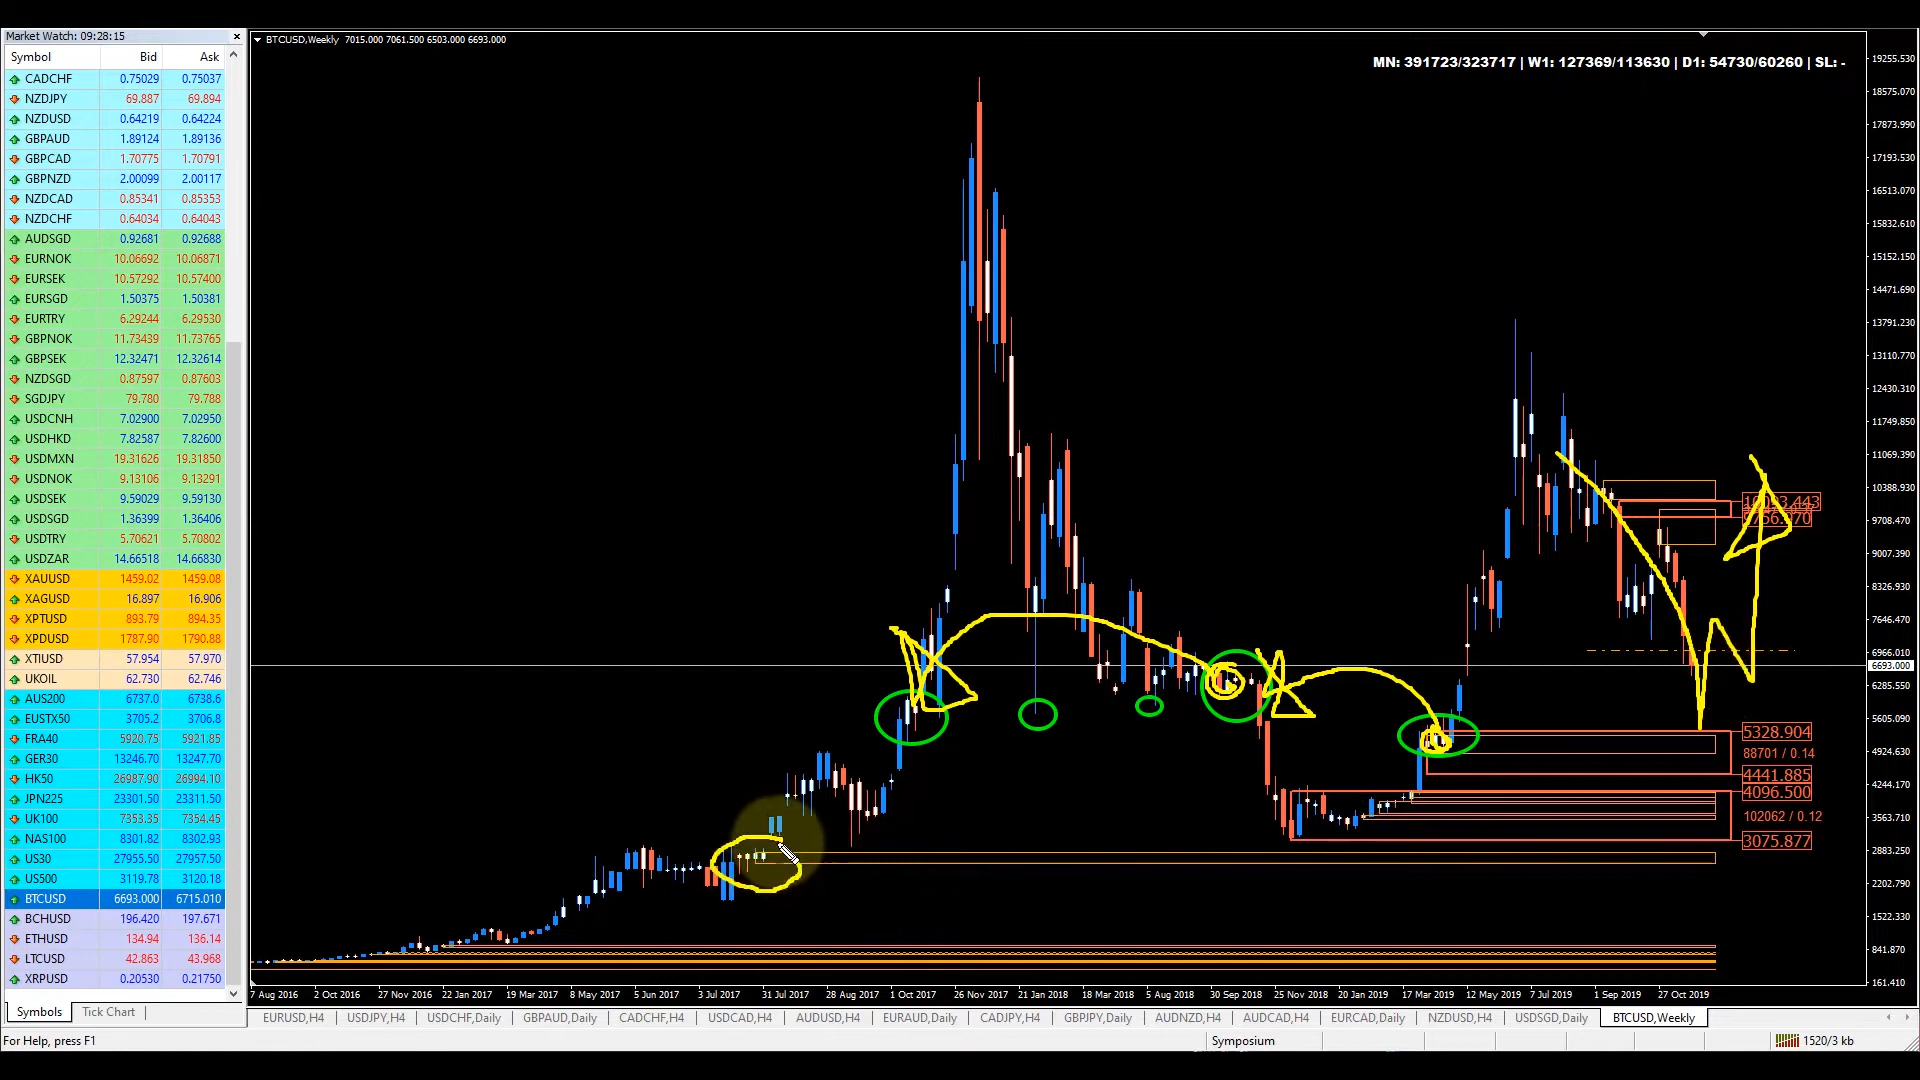 Market Watch: 09:28:15
Symbol Bid Ask
CADCHF 0.75029 0.75037
NZDJPY 69.887 69.894
NZDUSD 0.64219 0.64224
GBPAUD 1.89124 1.89136
GBPCAD 1.70775 1.70791
GBPNZD 2.00099 2.00117
NZDCAD 0.85341 0.85353
NZDCHF 0.64034 0.64043
AUDSGD 0.92681 0.92688
EURNOK 10.06692 10.06871
EURSEK 10.57292 10.57400
EURSGD 1.50375 1.50381
EURTRY 6.29244 6.29530
GBPNOK 11.73439 11.73765
GBPSEK 12.32471 12.32614
NZDSGD 0.87597 0.87603
SGDJPY 79.780 79.788
USDCNH 7.02900 7.02950
USDHKD 7.82587 7.82600
USDMXN 19.31626 19.31850
USDNOK 9.13106 9.13291
USDSEK 9.59029 9.59130
USDSGD 1.36399 1.36406
USDTRY 5.70621 5.70802
USDZAR 14.66518 14.66830
XAUUSD 1459.02 1459.08
XAGUSD 16.897 16.906
XPTUSD 893.79 894.35
XPDUSD 1787.90 1790.88
XTIUSD 57.954 57.970
UKOIL 62.730 62.746
AUS200 6737.0 6738.6
EUSTX50 3705.2 3706.8
FRA40 5920.75 5921.85
GER30 13246.70 13247.70
HK50 26987.90 26994.10
JPN225 23301.50 23311.50
UK100 7353.35 7354.45
NAS100 8301.82 8302.93
US30 27955.50 27957.50
US500 3119.78 3120.18
BTCUSD 6693.000 6715.010
BCHUSD 196.420 197.671
ETHUSD 134.94 136.14
LTCUSD 42.863 43.968
XRPUSD 0.20530 0.21750
Symbols Tick Chart
BTCUSD,Weekly 7015.000 7061.500 6503.000 6693.000
MN: 391723/323717 | W1: 127369/113630 | D1: 54730/60260 | SL: -
19255.530
18575.070
17873.990
17193.530
16513.070
15832.610
15152.150
14471.690
13791.230
13110.770
12430.310
11749.850
11069.390
10388.930
9708.470
9007.390
8326.930
7646.470
6966.010
6693.000
6285.550
5605.090
4924.630
4244.170
3563.710
2883.250
2202.790
1522.330
841.870
161.410
5328.904
88701 / 0.14
4441.885
4096.500
102062 / 0.12
3075.877
7 Aug 2016 2 Oct 2016 27 Nov 2016 22 Jan 2017 19 Mar 2017 8 May 2017 5 Jun 2017 3 Jul 2017 31 Jul 2017 28 Aug 2017 1 Oct 2017 26 Nov 2017 21 Jan 2018 18 Mar 2018 5 Aug 2018 30 Sep 2018 25 Nov 2018 20 Jan 2019 17 Mar 2019 12 May 2019 7 Jul 2019 1 Sep 2019 27 Oct 2019
EURUSD,H4 USDJPY,H4 USDCHF,Daily GBPAUD,Daily CADCHF,H4 USDCAD,H4 AUDUSD,H4 EURAUD,Daily CADJPY,H4 GBPJPY,Daily AUDNZD,H4 AUDCAD,H4 EURCAD,Daily NZDUSD,H4 USDSGD,Daily BTCUSD,Weekly
For Help, press F1
Symposium
1520/3 kb